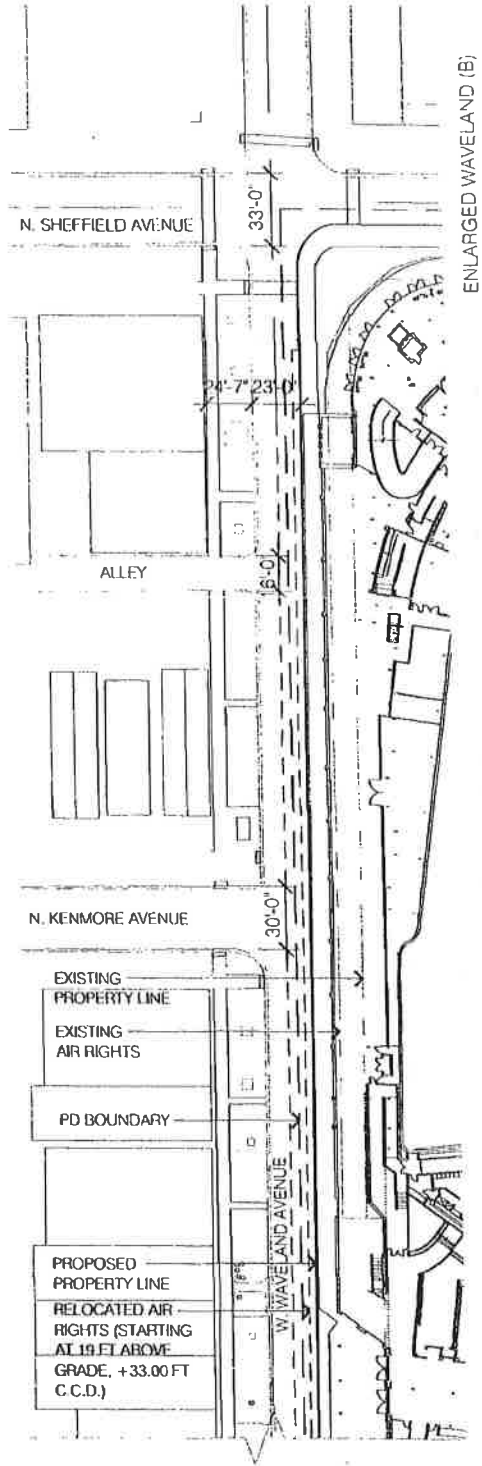 N. SHEFFIELD AVENUE
33'-0"
24'-7"
23'-0"
ALLEY
16'-0"
N. KENMORE AVENUE
30'-0"
EXISTING
PROPERTY LINE
EXISTING
AIR RIGHTS
PD BOUNDARY
W. WAVELAND AVENUE
PROPOSED
PROPERTY LINE
RELOCATED AIR
RIGHTS (STARTING
AT 19 FT ABOVE
GRADE, +33.00 FT
C.C.D.)
ENLARGED WAVELAND (B)